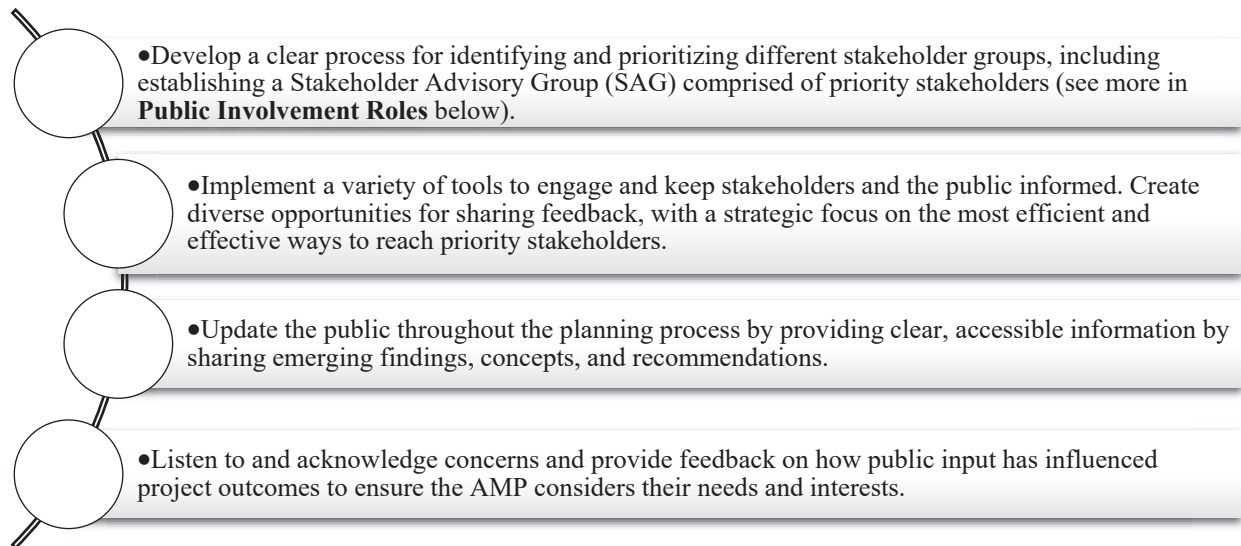 •Develop a clear process for identifying and prioritizing different stakeholder groups, including
establishing a Stakeholder Advisory Group (SAG) comprised of priority stakeholders (see more in
Public Involvement Roles below).
•Implement a variety of tools to engage and keep stakeholders and the public informed. Create
diverse opportunities for sharing feedback, with a strategic focus on the most efficient and
effective ways to reach priority stakeholders.
•Update the public throughout the planning process by providing clear, accessible information by
sharing emerging findings, concepts, and recommendations.
•Listen to and acknowledge concerns and provide feedback on how public input has influenced
project outcomes to ensure the AMP considers their needs and interests.